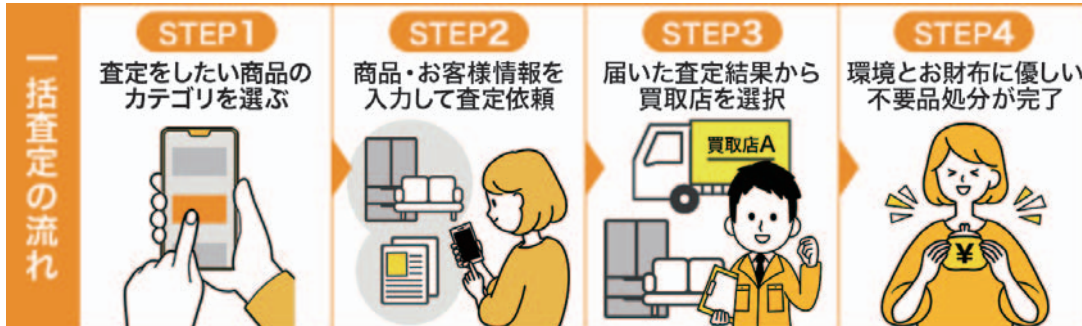 一括査定の流れ
STEP1
査定をしたい商品の
カテゴリを選ぶ
STEP2
商品・お客様情報を
入力して査定依頼
STEP3
届いた査定結果から
買取店を選択
買取店A
STEP4
環境とお財布に優しい
不要品処分が完了
¥